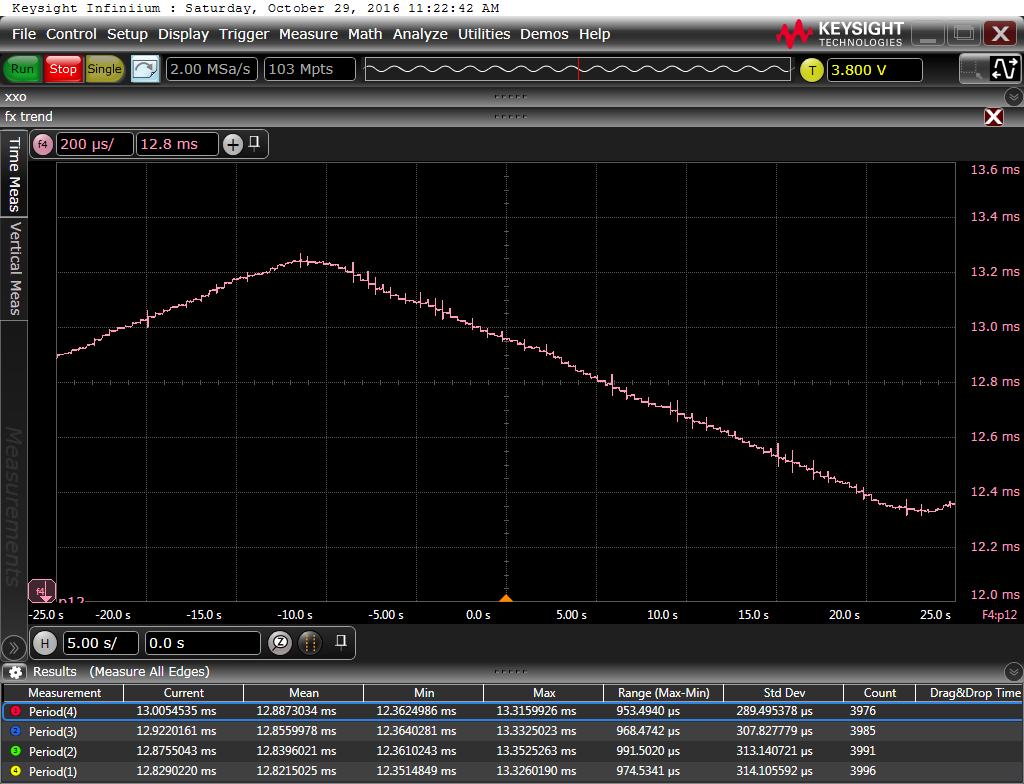 Keysight Infiniium : Saturday, October 29, 2016 11:22:42 AM
File Control Setup Display Trigger Measure Math Analyze Utilities Demos Help
KEYSIGHT TECHNOLOGIES
Run Stop Single 2.00 MSa/s 103 Mpts T 3.800 V
xxo
fx trend
Time Meas
Vertical Meas
Measurements
f4 200 µs/ 12.8 ms +
13.6 ms
13.4 ms
13.2 ms
13.0 ms
12.8 ms
12.6 ms
12.4 ms
12.2 ms
12.0 ms
f4 p12
-25.0 s -20.0 s -15.0 s -10.0 s -5.00 s 0.0 s 5.00 s 10.0 s 15.0 s 20.0 s 25.0 s F4:p12
H 5.00 s/ 0.0 s Z
Results (Measure All Edges)
Measurement Current Mean Min Max Range (Max-Min) Std Dev Count Drag&Drop Time
1 Period(4) 13.0054535 ms 12.8873034 ms 12.3624986 ms 13.3159926 ms 953.4940 µs 289.495378 µs 3976
2 Period(3) 12.9220161 ms 12.8559978 ms 12.3640281 ms 13.3325023 ms 968.4742 µs 307.827779 µs 3985
3 Period(2) 12.8755043 ms 12.8396021 ms 12.3610243 ms 13.3525263 ms 991.5020 µs 313.140721 µs 3991
4 Period(1) 12.8290220 ms 12.8215025 ms 12.3514849 ms 13.3260190 ms 974.5341 µs 314.105592 µs 3996